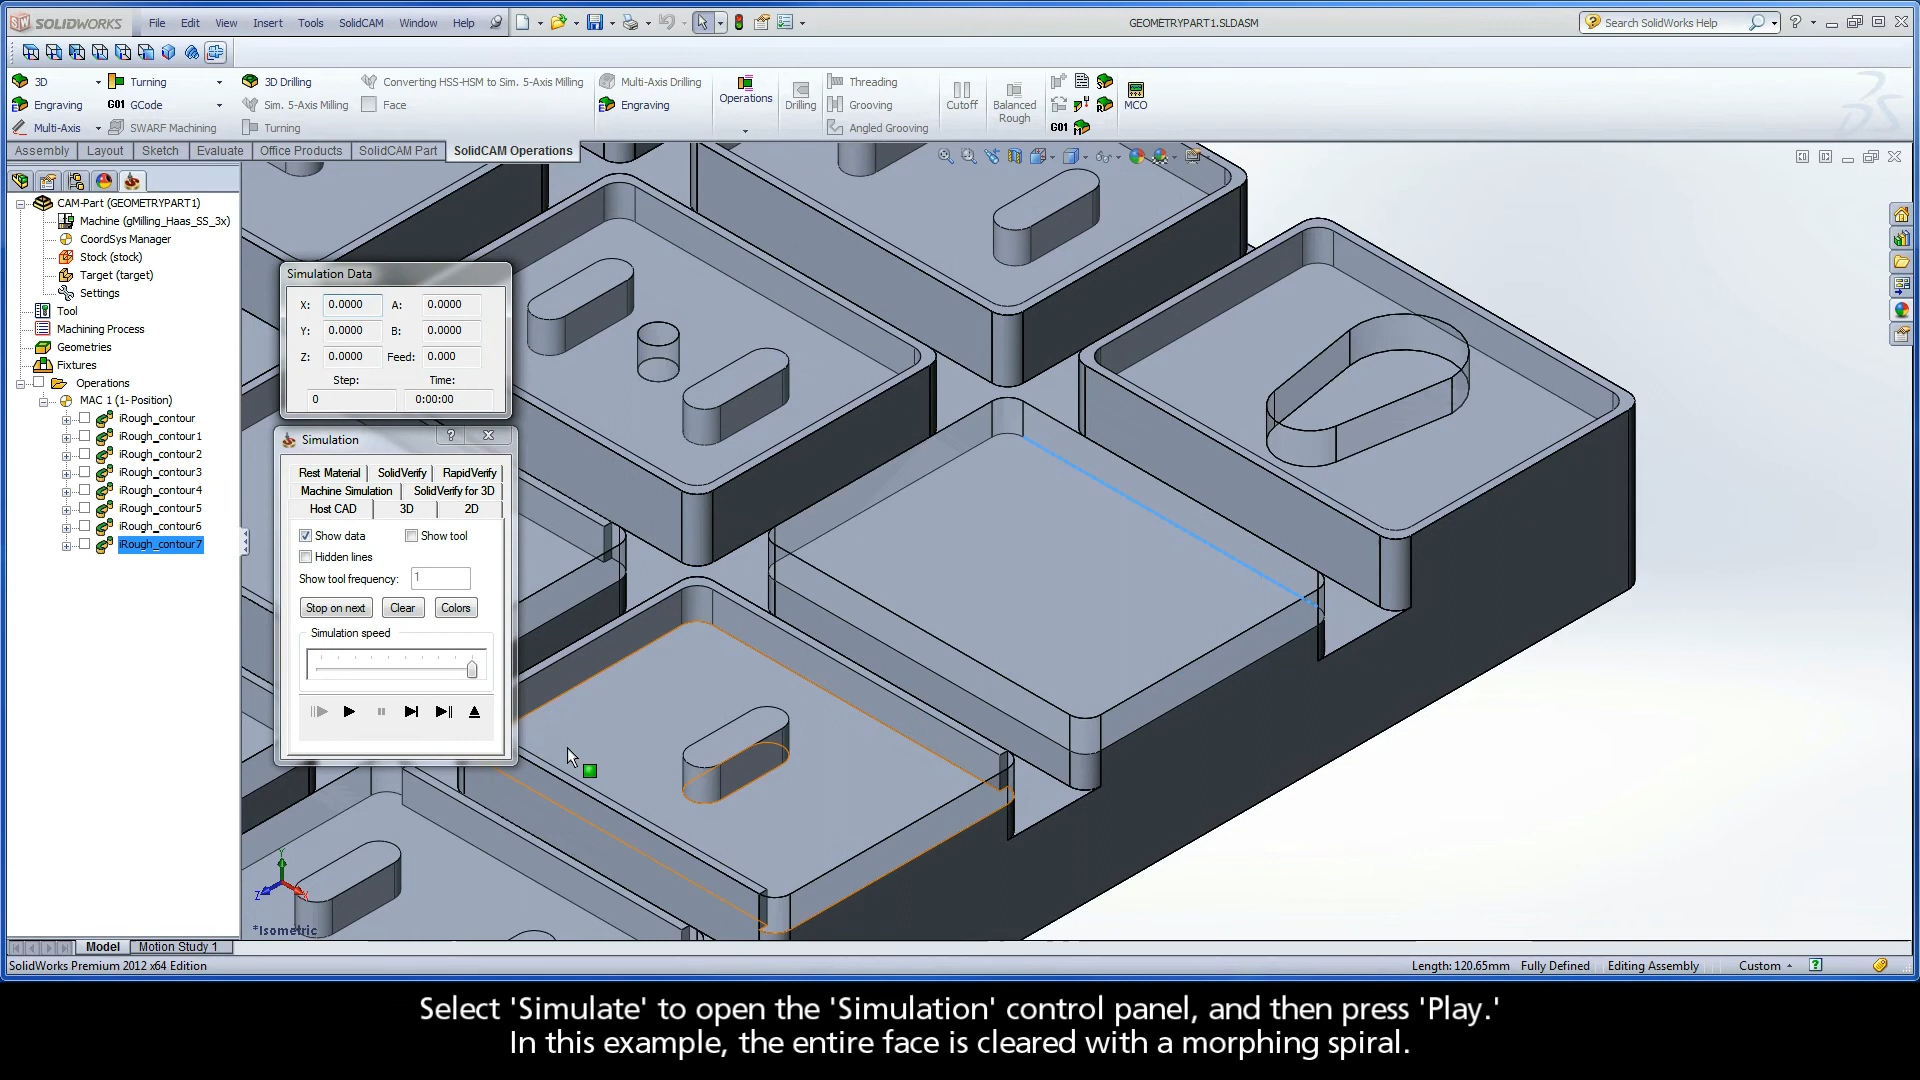 SOLIDWORKS File Edit View Insert Tools SolidCAM Window Help GEOMETRYPART1.SLDASM Search SolidWorks Help
3D Turning 3D Drilling Converting HSS-HSM to Sim. 5-Axis Milling Multi-Axis Drilling Threading
Engraving G01 GCode Sim. 5-Axis Milling Face Engraving Operations Drilling Grooving Cutoff Balanced Rough MCO
Multi-Axis SWARF Machining Turning Angled Grooving G01
Assembly Layout Sketch Evaluate Office Products SolidCAM Part SolidCAM Operations
CAM-Part (GEOMETRYPART1)
Machine (gMilling_Haas_SS_3x)
CoordSys Manager
Stock (stock)
Target (target)
Settings
Tool
Machining Process
Geometries
Fixtures
Operations
MAC 1 (1- Position)
iRough_contour
iRough_contour1
iRough_contour2
iRough_contour3
iRough_contour4
iRough_contour5
iRough_contour6
iRough_contour7
Simulation Data
X: 0.0000 A: 0.0000
Y: 0.0000 B: 0.0000
Z: 0.0000 Feed: 0.000
Step: Time:
0 0:00:00
Simulation
Rest Material SolidVerify RapidVerify
Machine Simulation SolidVerify for 3D
Host CAD 3D 2D
Show data Show tool
Hidden lines
Show tool frequency: 1
Stop on next Clear Colors
Simulation speed
Y
Z X
*Isometric
Model Motion Study 1
SolidWorks Premium 2012 x64 Edition Length: 120.65mm Fully Defined Editing Assembly Custom
Select 'Simulate' to open the 'Simulation' control panel, and then press 'Play.'
In this example, the entire face is cleared with a morphing spiral.